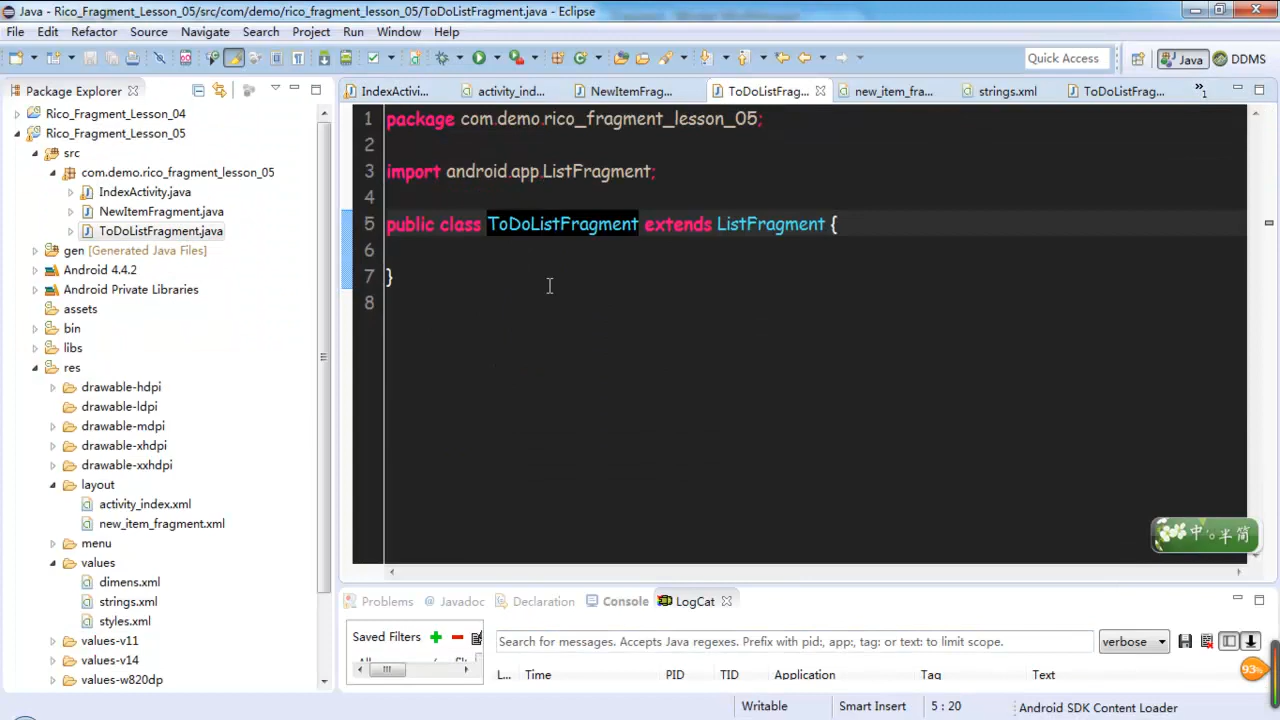 Java - Rico_Fragment_Lesson_05/src/com/demo/rico_fragment_lesson_05/ToDoListFragment.java - Eclipse
File Edit Refactor Source Navigate Search Project Run Window Help
Quick Access Java DDMS
Package Explorer
IndexActivi... activity_ind... NewItemFrag... ToDoListFrag... new_item_fra... strings.xml ToDoListFrag... »1
Rico_Fragment_Lesson_04
Rico_Fragment_Lesson_05
src
com.demo.rico_fragment_lesson_05
IndexActivity.java
NewItemFragment.java
ToDoListFragment.java
gen [Generated Java Files]
Android 4.4.2
Android Private Libraries
assets
bin
libs
res
drawable-hdpi
drawable-ldpi
drawable-mdpi
drawable-xhdpi
drawable-xxhdpi
layout
activity_index.xml
new_item_fragment.xml
menu
values
dimens.xml
strings.xml
styles.xml
values-v11
values-v14
values-w820dp
1 package com.demo.rico_fragment_lesson_05;
2
3 import android.app.ListFragment;
4
5 public class ToDoListFragment extends ListFragment {
6
7 }
8
中 半 简
Problems Javadoc Declaration Console LogCat
Saved Filters
Search for messages. Accepts Java regexes. Prefix with pid:, app:, tag: or text: to limit scope. verbose
L... Time PID TID Application Tag Text
93%
Writable Smart Insert 5 : 20 Android SDK Content Loader